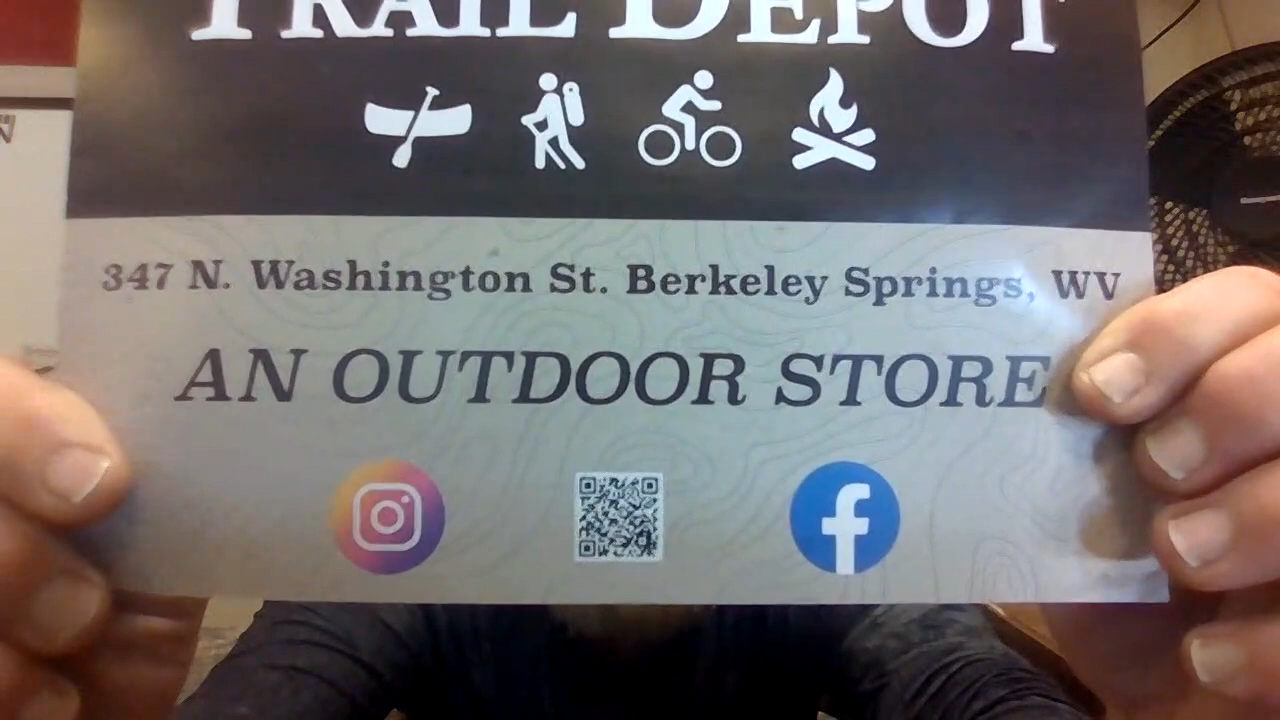 TRAIL DEPOT
347 N. Washington St. Berkeley Springs, WV
AN OUTDOOR STORE